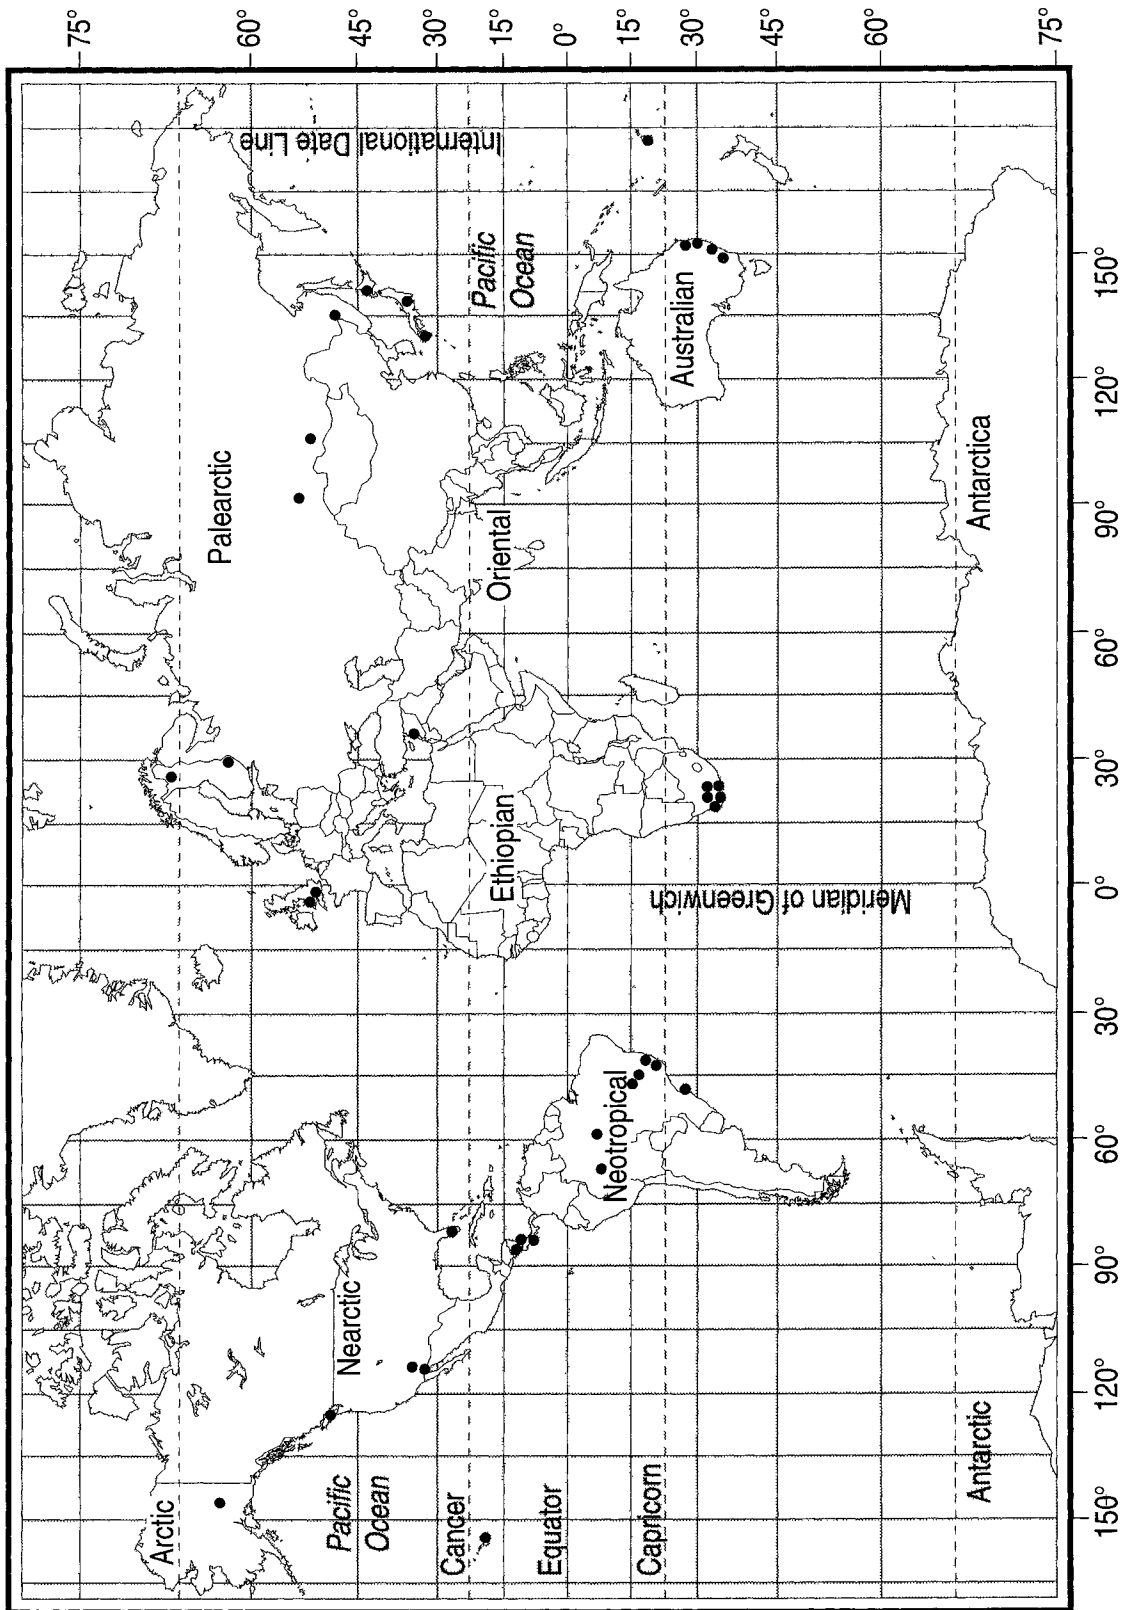 75°
60°
45°
30°
15°
0°
15°
30°
45°
60°
75°
Arctic
Nearctic
Palearctic
Pacific
Ocean
International Date Line
Cancer
Oriental
Pacific
Ocean
Ethiopian
Equator
Neotropical
Australian
Capricorn
Meridian of Greenwich
Antarctic
Antarctica
150°
120°
90°
60°
30°
0°
30°
60°
90°
120°
150°